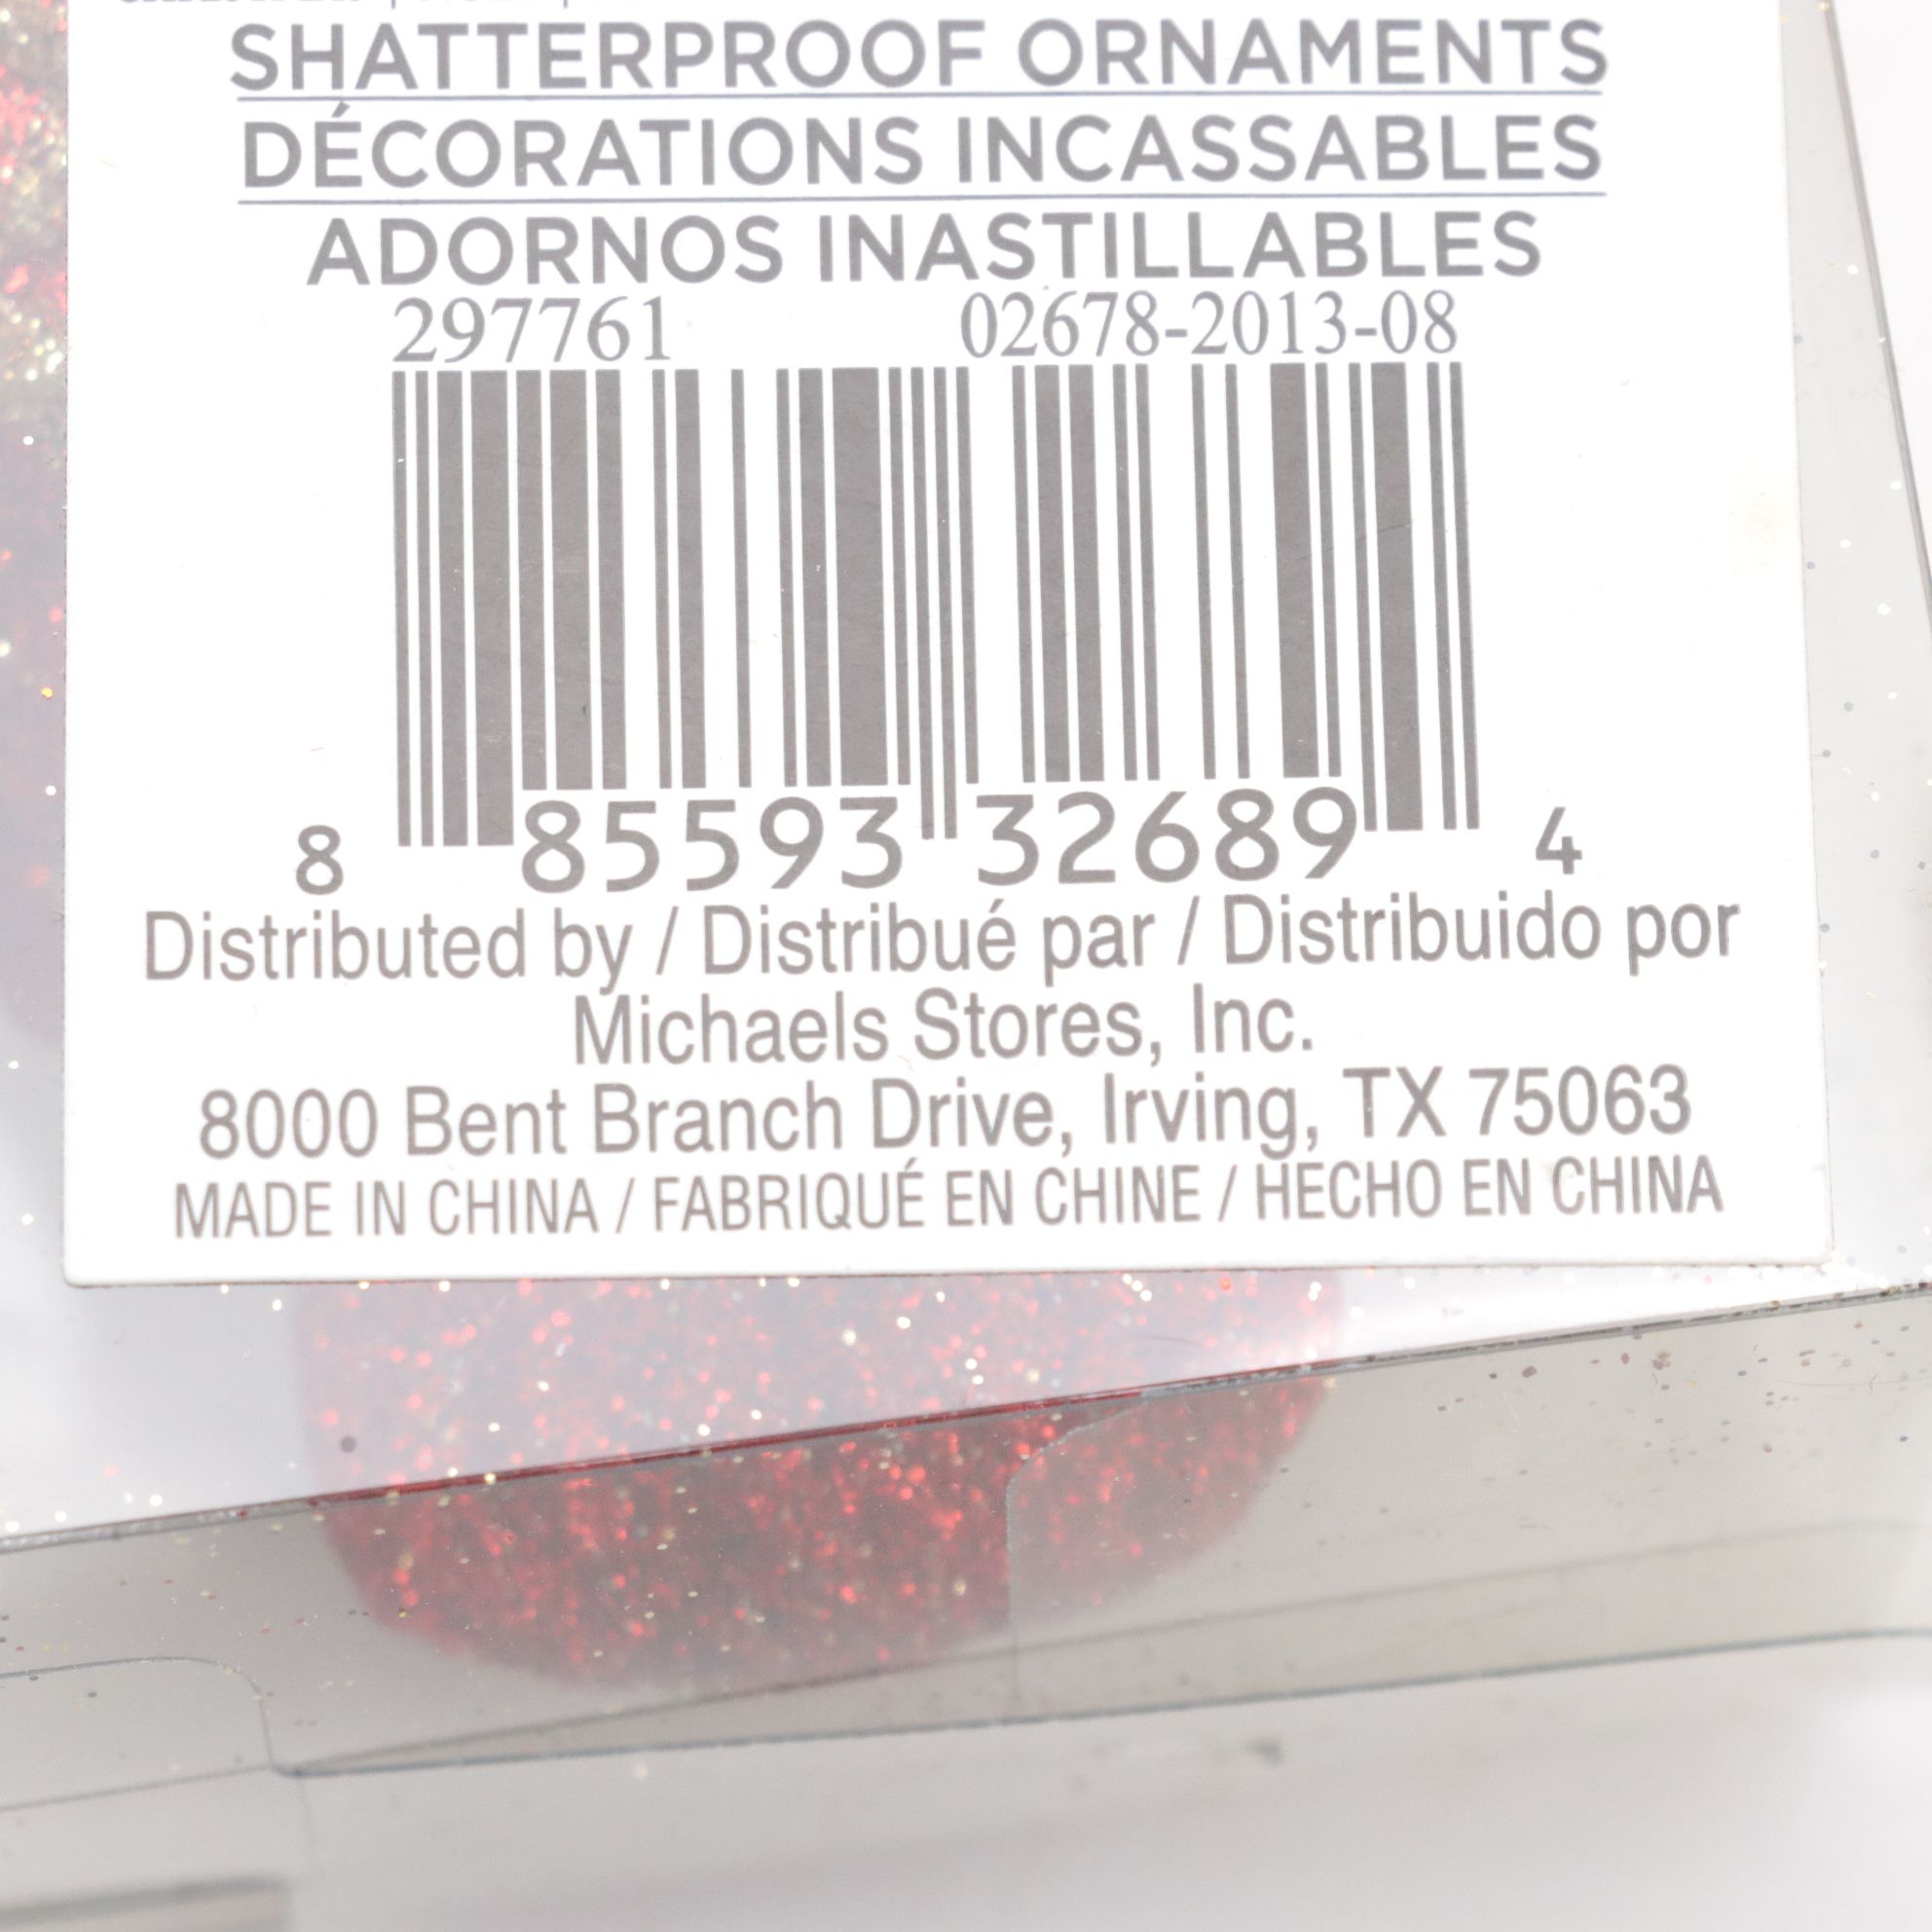 SHATTERPROOF ORNAMENTS
DÉCORATIONS INCASSABLES
ADORNOS INASTILLABLES
297761 02678-2013-08
8 85593 32689 4
Distributed by / Distribué par / Distribuido por
Michaels Stores, Inc.
8000 Bent Branch Drive, Irving, TX 75063
MADE IN CHINA / FABRIQUÉ EN CHINE / HECHO EN CHINA